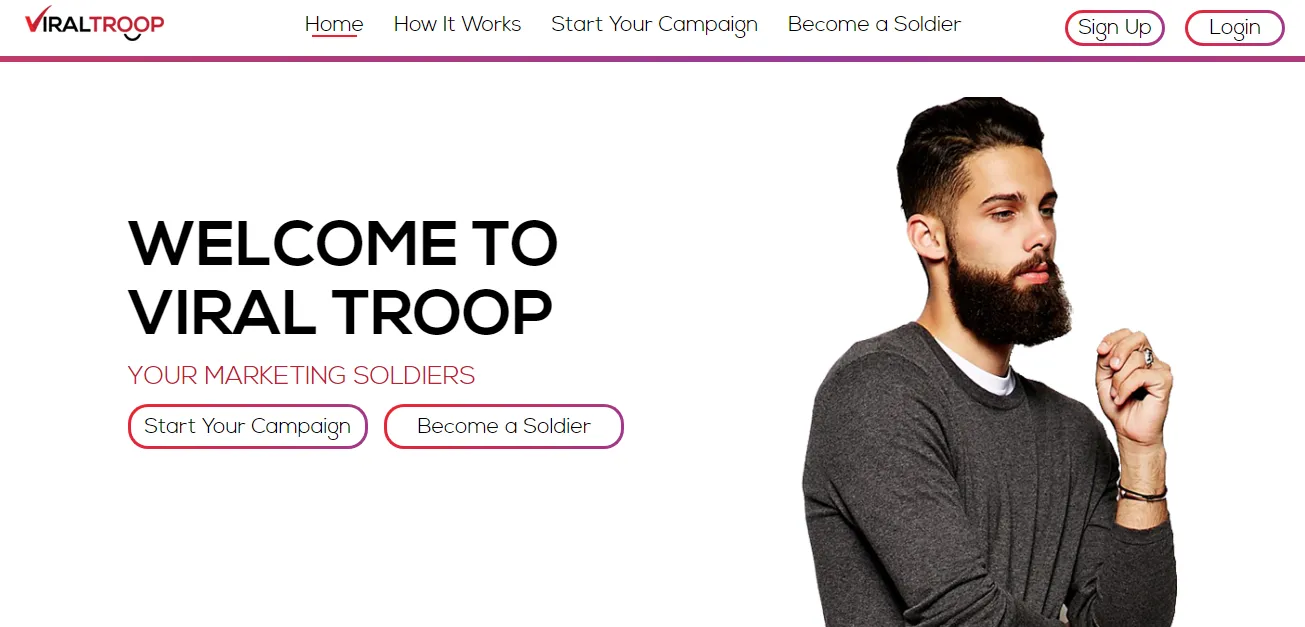 VIRALTROOP
Home How It Works Start Your Campaign Become a Soldier Sign Up Login
WELCOME TO
VIRAL TROOP
YOUR MARKETING SOLDIERS
Start Your Campaign Become a Soldier